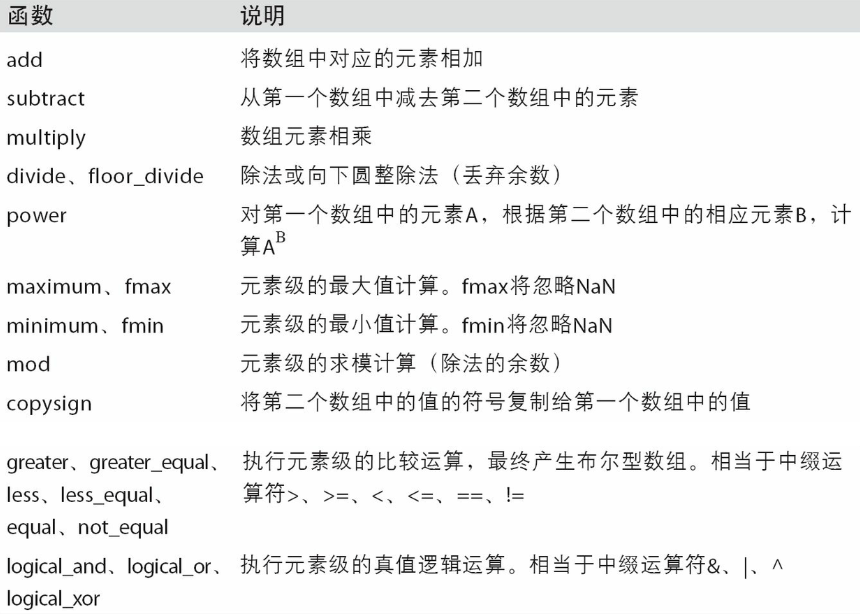 函数 说明
add 将数组中对应的元素相加
subtract 从第一个数组中减去第二个数组中的元素
multiply 数组元素相乘
divide、floor_divide 除法或向下圆整除法（丢弃余数）
power 对第一个数组中的元素A，根据第二个数组中的相应元素B，计
算A^B
maximum、fmax 元素级的最大值计算。fmax将忽略NaN
minimum、fmin 元素级的最小值计算。fmin将忽略NaN
mod 元素级的求模计算（除法的余数）
copysign 将第二个数组中的值的符号复制给第一个数组中的值
greater、greater_equal、 执行元素级的比较运算，最终产生布尔型数组。相当于中缀运
less、less_equal、 算符>、>=、<、<=、==、!=
equal、not_equal
logical_and、logical_or、 执行元素级的真值逻辑运算。相当于中缀运算符&、|、^
logical_xor